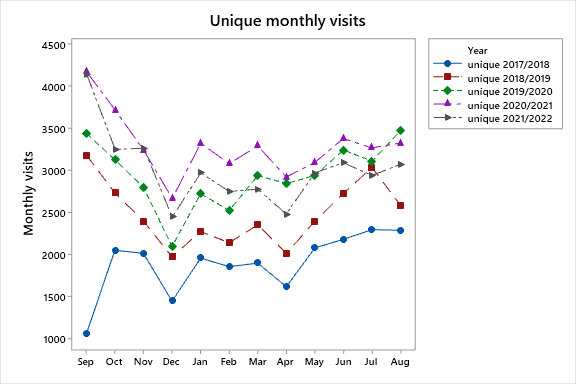 Unique monthly visits
Year
unique 2017/2018
unique 2018/2019
unique 2019/2020
unique 2020/2021
unique 2021/2022
Monthly visits
4500
4000
3500
3000
2500
2000
1500
1000
Sep Oct Nov Dec Jan Feb Mar Apr May Jun Jul Aug